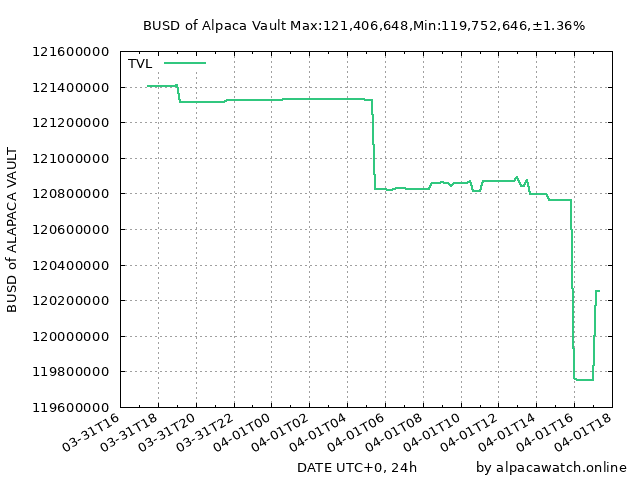 BUSD of Alpaca Vault Max:121,406,648,Min:119,752,646,±1.36%
TVL
121600000
121400000
121200000
121000000
120800000
120600000
120400000
120200000
120000000
119800000
119600000
BUSD of ALAPACA VAULT
03-31T16
03-31T18
03-31T20
03-31T22
04-01T00
04-01T02
04-01T04
04-01T06
04-01T08
04-01T10
04-01T12
04-01T14
04-01T16
04-01T18
DATE UTC+0, 24h
by alpacawatch.online